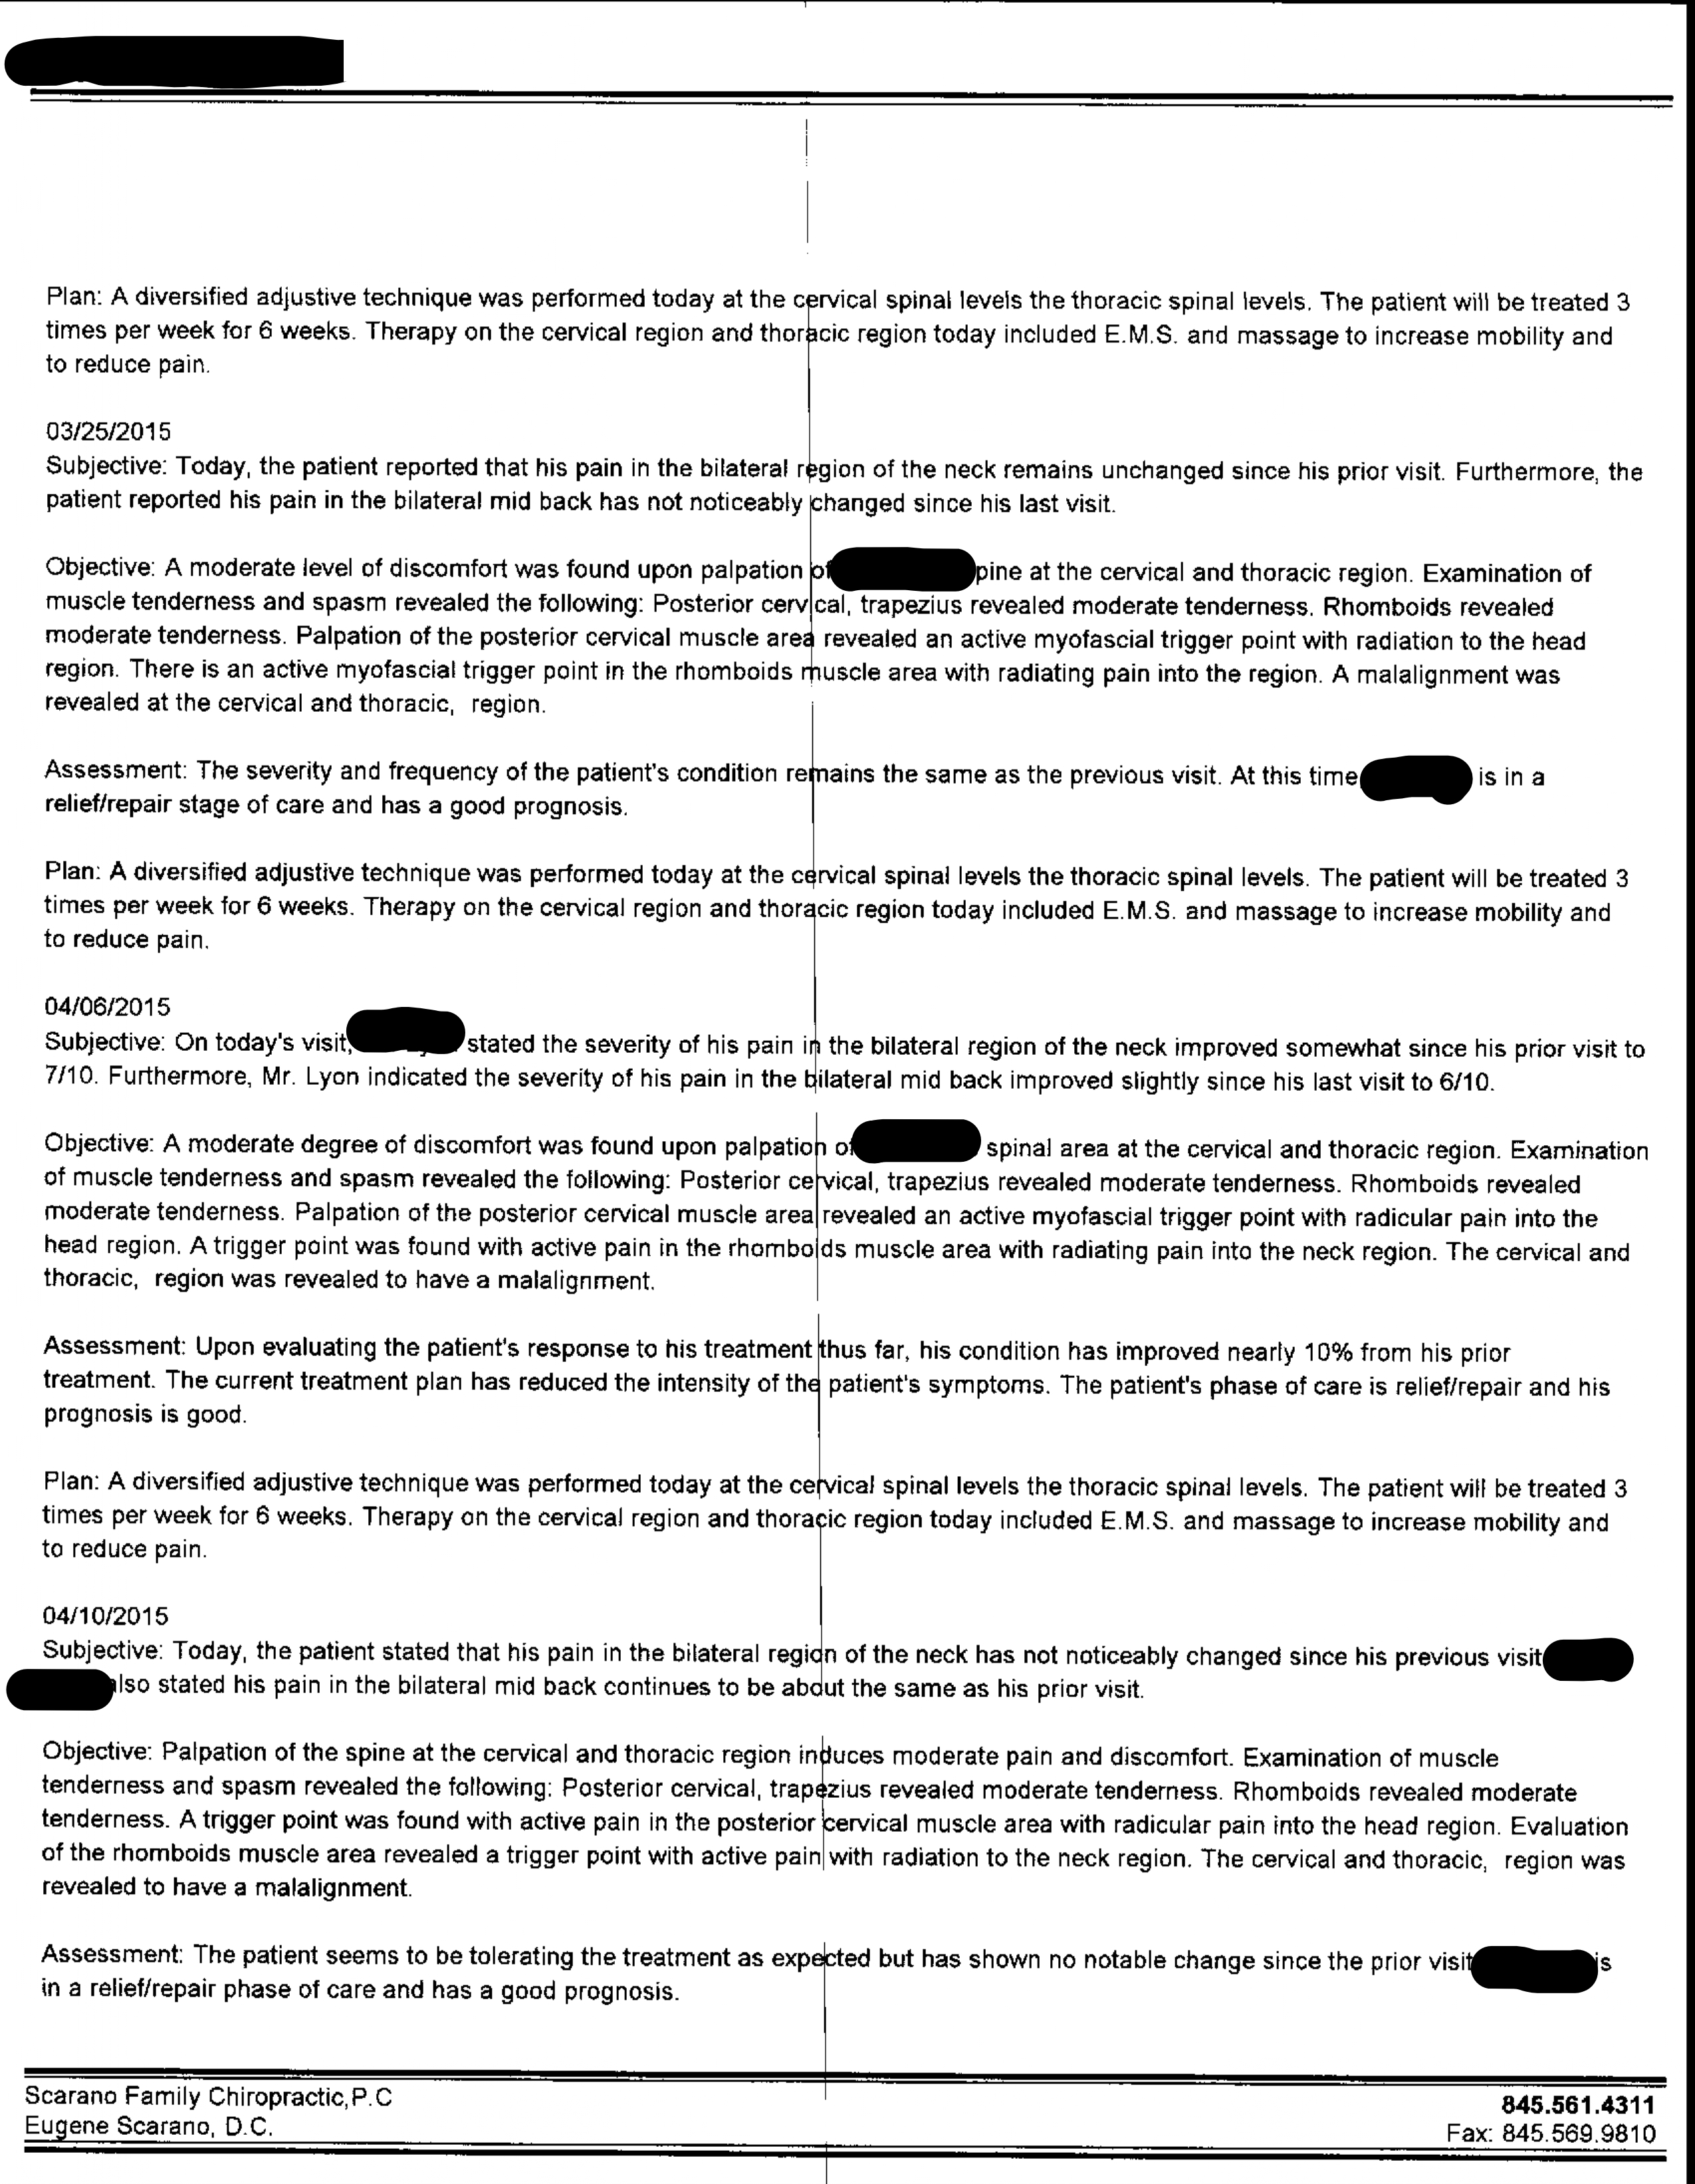 Plan: A diversified adjustive technique was performed today at the cervical spinal levels the thoracic spinal levels. The patient will be treated 3
times per week for 6 weeks. Therapy on the cervical region and thoracic region today included E.M.S. and massage to increase mobility and
to reduce pain.
03/25/2015
Subjective: Today, the patient reported that his pain in the bilateral region of the neck remains unchanged since his prior visit. Furthermore, the
patient reported his pain in the bilateral mid back has not noticeably changed since his last visit.
Objective: A moderate level of discomfort was found upon palpation of pine at the cervical and thoracic region. Examination of
muscle tenderness and spasm revealed the following: Posterior cervical, trapezius revealed moderate tenderness. Rhomboids revealed
moderate tenderness. Palpation of the posterior cervical muscle area revealed an active myofascial trigger point with radiation to the head
region. There is an active myofascial trigger point in the rhomboids muscle area with radiating pain into the region. A malalignment was
revealed at the cervical and thoracic, region.
Assessment: The severity and frequency of the patient's condition remains the same as the previous visit. At this time is in a
relief/repair stage of care and has a good prognosis.
Plan: A diversified adjustive technique was performed today at the cervical spinal levels the thoracic spinal levels. The patient will be treated 3
times per week for 6 weeks. Therapy on the cervical region and thoracic region today included E.M.S. and massage to increase mobility and
to reduce pain.
04/06/2015
Subjective: On today's visit, stated the severity of his pain in the bilateral region of the neck improved somewhat since his prior visit to
7/10. Furthermore, Mr. Lyon indicated the severity of his pain in the bilateral mid back improved slightly since his last visit to 6/10.
Objective: A moderate degree of discomfort was found upon palpation of spinal area at the cervical and thoracic region. Examination
of muscle tenderness and spasm revealed the following: Posterior cervical, trapezius revealed moderate tenderness. Rhomboids revealed
moderate tenderness. Palpation of the posterior cervical muscle area revealed an active myofascial trigger point with radicular pain into the
head region. A trigger point was found with active pain in the rhomboids muscle area with radiating pain into the neck region. The cervical and
thoracic, region was revealed to have a malalignment.
Assessment: Upon evaluating the patient's response to his treatment thus far, his condition has improved nearly 10% from his prior
treatment. The current treatment plan has reduced the intensity of the patient's symptoms. The patient's phase of care is relief/repair and his
prognosis is good.
Plan: A diversified adjustive technique was performed today at the cervical spinal levels the thoracic spinal levels. The patient will be treated 3
times per week for 6 weeks. Therapy on the cervical region and thoracic region today included E.M.S. and massage to increase mobility and
to reduce pain.
04/10/2015
Subjective: Today, the patient stated that his pain in the bilateral region of the neck has not noticeably changed since his previous visit
lso stated his pain in the bilateral mid back continues to be about the same as his prior visit.
Objective: Palpation of the spine at the cervical and thoracic region induces moderate pain and discomfort. Examination of muscle
tenderness and spasm revealed the following: Posterior cervical, trapezius revealed moderate tenderness. Rhomboids revealed moderate
tenderness. A trigger point was found with active pain in the posterior cervical muscle area with radicular pain into the head region. Evaluation
of the rhomboids muscle area revealed a trigger point with active pain with radiation to the neck region. The cervical and thoracic, region was
revealed to have a malalignment.
Assessment: The patient seems to be tolerating the treatment as expected but has shown no notable change since the prior visit is
in a relief/repair phase of care and has a good prognosis.
Scarano Family Chiropractic,P.C
Eugene Scarano, D.C.
845.561.4311
Fax: 845.569.9810